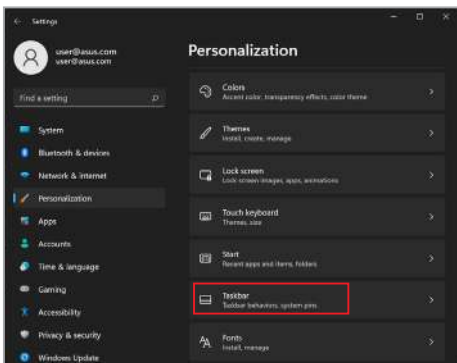 Settings
user@asus.com
user@asus.com
Find a setting
System
Bluetooth & devices
Network & internet
Personalization
Apps
Accounts
Time & language
Gaming
Accessibility
Privacy & security
Windows Update
Personalization
Colors
Accent color, transparency effects, color theme
Themes
Install, create, manage
Lock screen
Lock screen images, apps, animations
Touch keyboard
Themes, size
Start
Recent apps and items, folders
Taskbar
Taskbar behaviors, system pins
Fonts
Install, manage